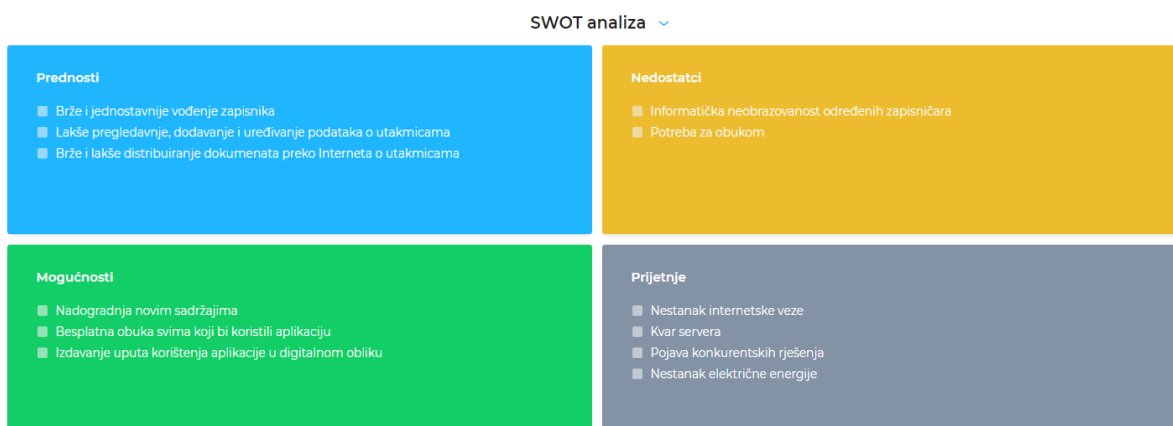 SWOT analiza
Prednosti
Brže i jednostavnije vođenje zapisnika
Lakše pregledavnje, dodavanje i uređivanje podataka o utakmicama
Brže i lakše distribuiranje dokumenata preko Interneta o utakmicama
Nedostatci
Informatička neobrazovanost određenih zapisničara
Potreba za obukom
Mogućnosti
Nadogradnja novim sadržajima
Besplatna obuka svima koji bi koristili aplikaciju
Izdavanje uputa korištenja aplikacije u digitalnom obliku
Prijetnje
Nestanak internetske veze
Kvar servera
Pojava konkurentskih rješenja
Nestanak električne energije